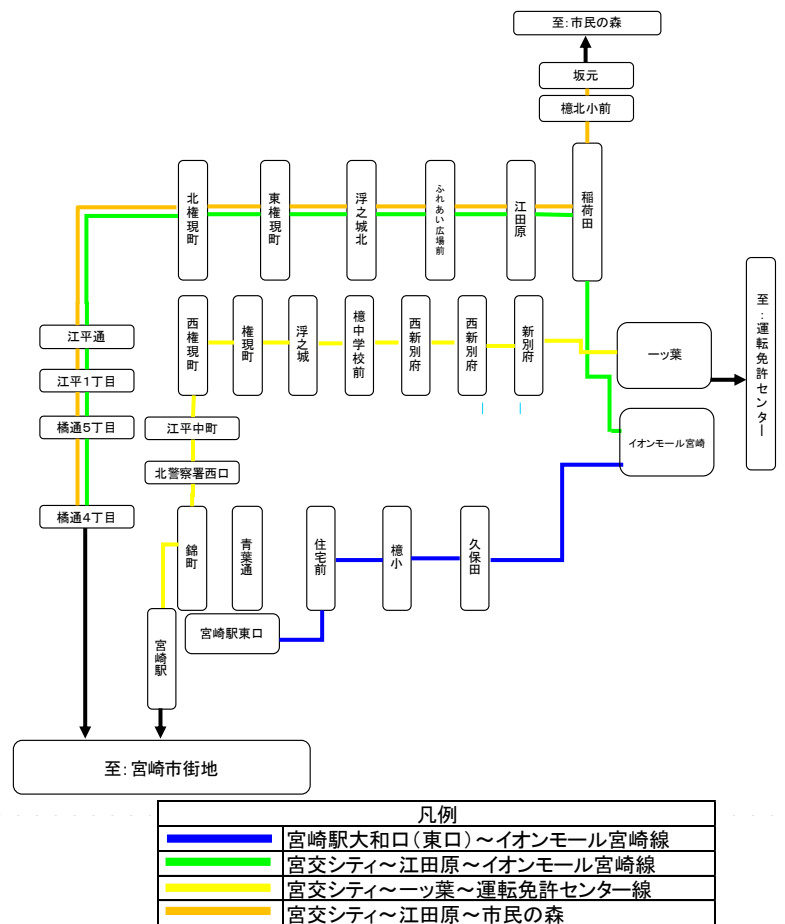 至:市民の森
坂元
檍北小前
北権現町
東権現町
浮之城北
ふれあい広場前
江田原
稲荷田
至:運転免許センター
江平通
江平1丁目
橘通5丁目
橘通4丁目
西権現町
権現町
浮之城
檍中学校前
西新別府
西新別府
新別府
一ッ葉
江平中町
北警察署西口
イオンモール宮崎
錦町
青葉通
住宅前
檍小
久保田
宮崎駅東口
宮崎駅
至:宮崎市街地
凡例
宮崎駅大和口(東口)~イオンモール宮崎線
宮交シティ~江田原~イオンモール宮崎線
宮交シティ~一ッ葉~運転免許センター線
宮交シティ~江田原~市民の森